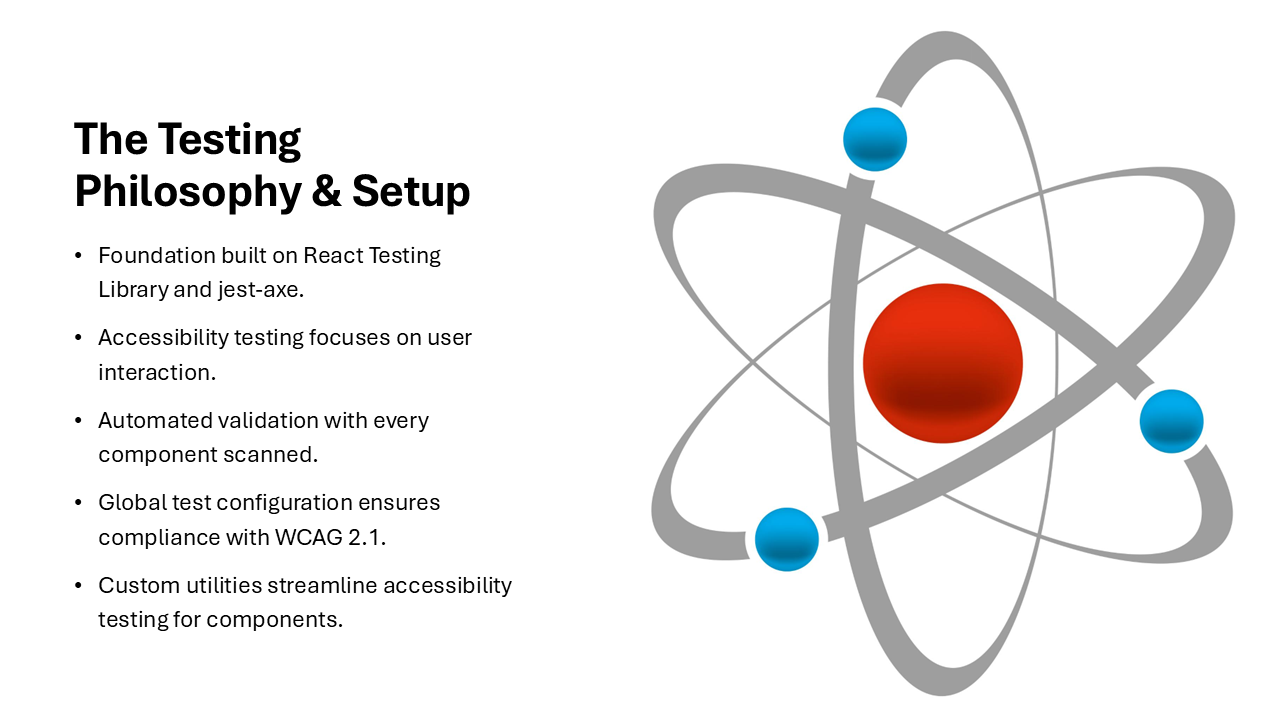 The Testing
Philosophy & Setup
• Foundation built on React Testing
Library and jest-axe.
• Accessibility testing focuses on user
interaction.
• Automated validation with every
component scanned.
• Global test configuration ensures
compliance with WCAG 2.1.
• Custom utilities streamline accessibility
testing for components.